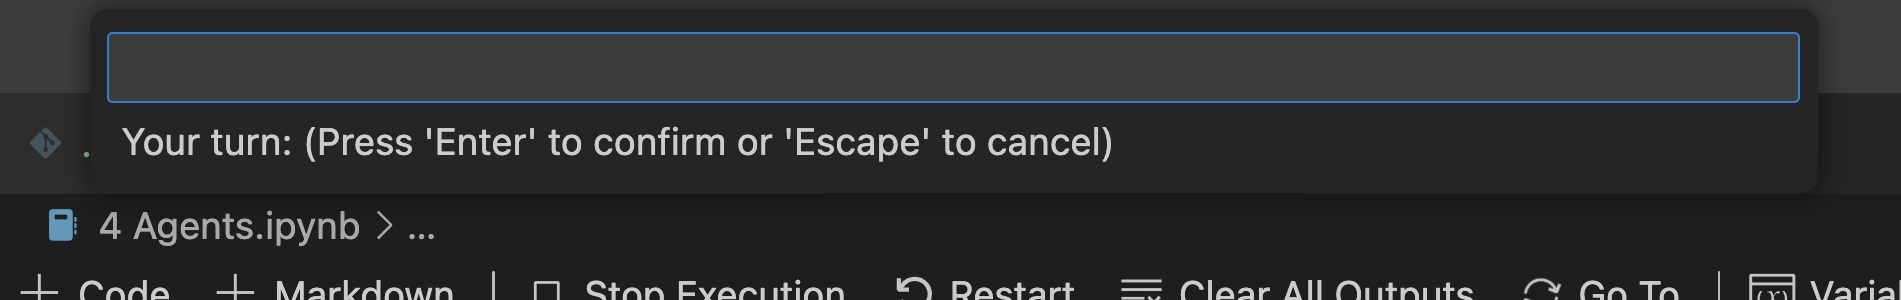 Your turn: (Press 'Enter' to confirm or 'Escape' to cancel)
4 Agents.ipynb > ...
Code Markdown Stop Execution Restart Clear All Outputs Go To Varia